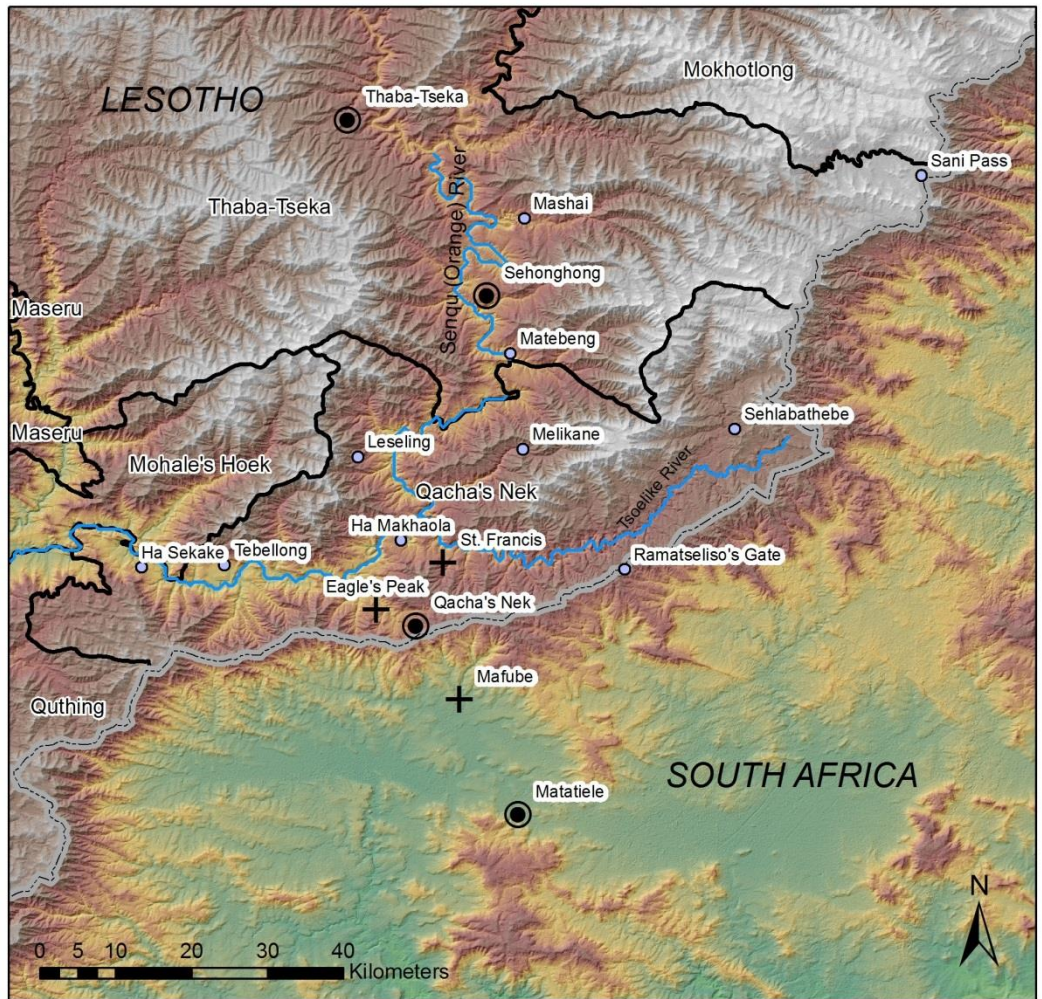 Mokhotlong
LESOTHO
Thaba-Tseka
Sani Pass
Thaba-Tseka
Mashai
Senqu (Orange) River
Sehonghong
Maseru
Matebeng
Sehlabathebe
Maseru
Leseling
Melikane
Mohale's Hoek
Qacha's Nek
Tsoelike River
Ha Makhaola
St. Francis
Ha Sekake
Tebellong
Ramatseliso's Gate
Eagle's Peak
Qacha's Nek
Mafube
Quthing
SOUTH AFRICA
Matatiele
N
0 5 10 20 30 40
Kilometers